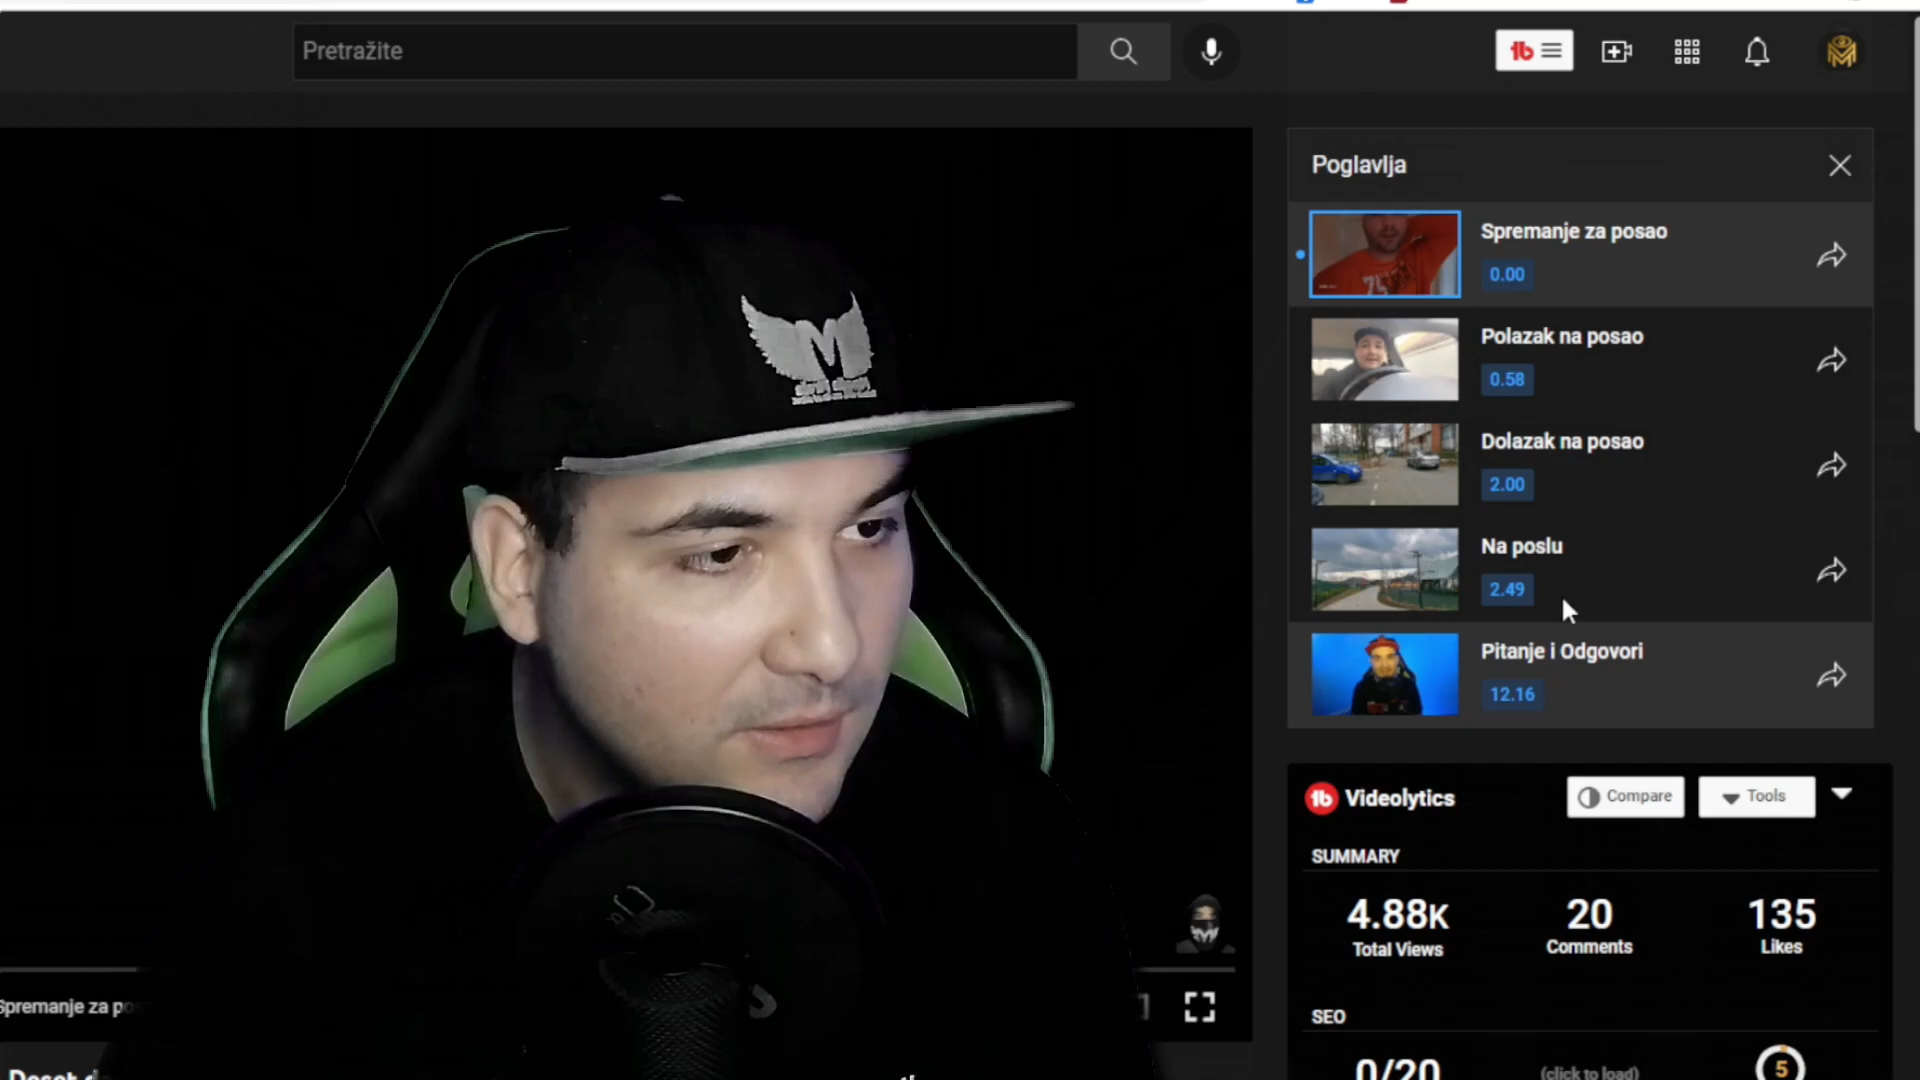 Pretražite
Poglavlja
Spremanje za posao
0.00
Polazak na posao
0.58
Dolazak na posao
2.00
Na poslu
2.49
Pitanje i Odgovori
12.16
M
Videolytics
Compare
Tools
SUMMARY
4.88K
20
135
Total Views
Comments
Likes
Spremanje za
SEO
0/20
(click to load)
5